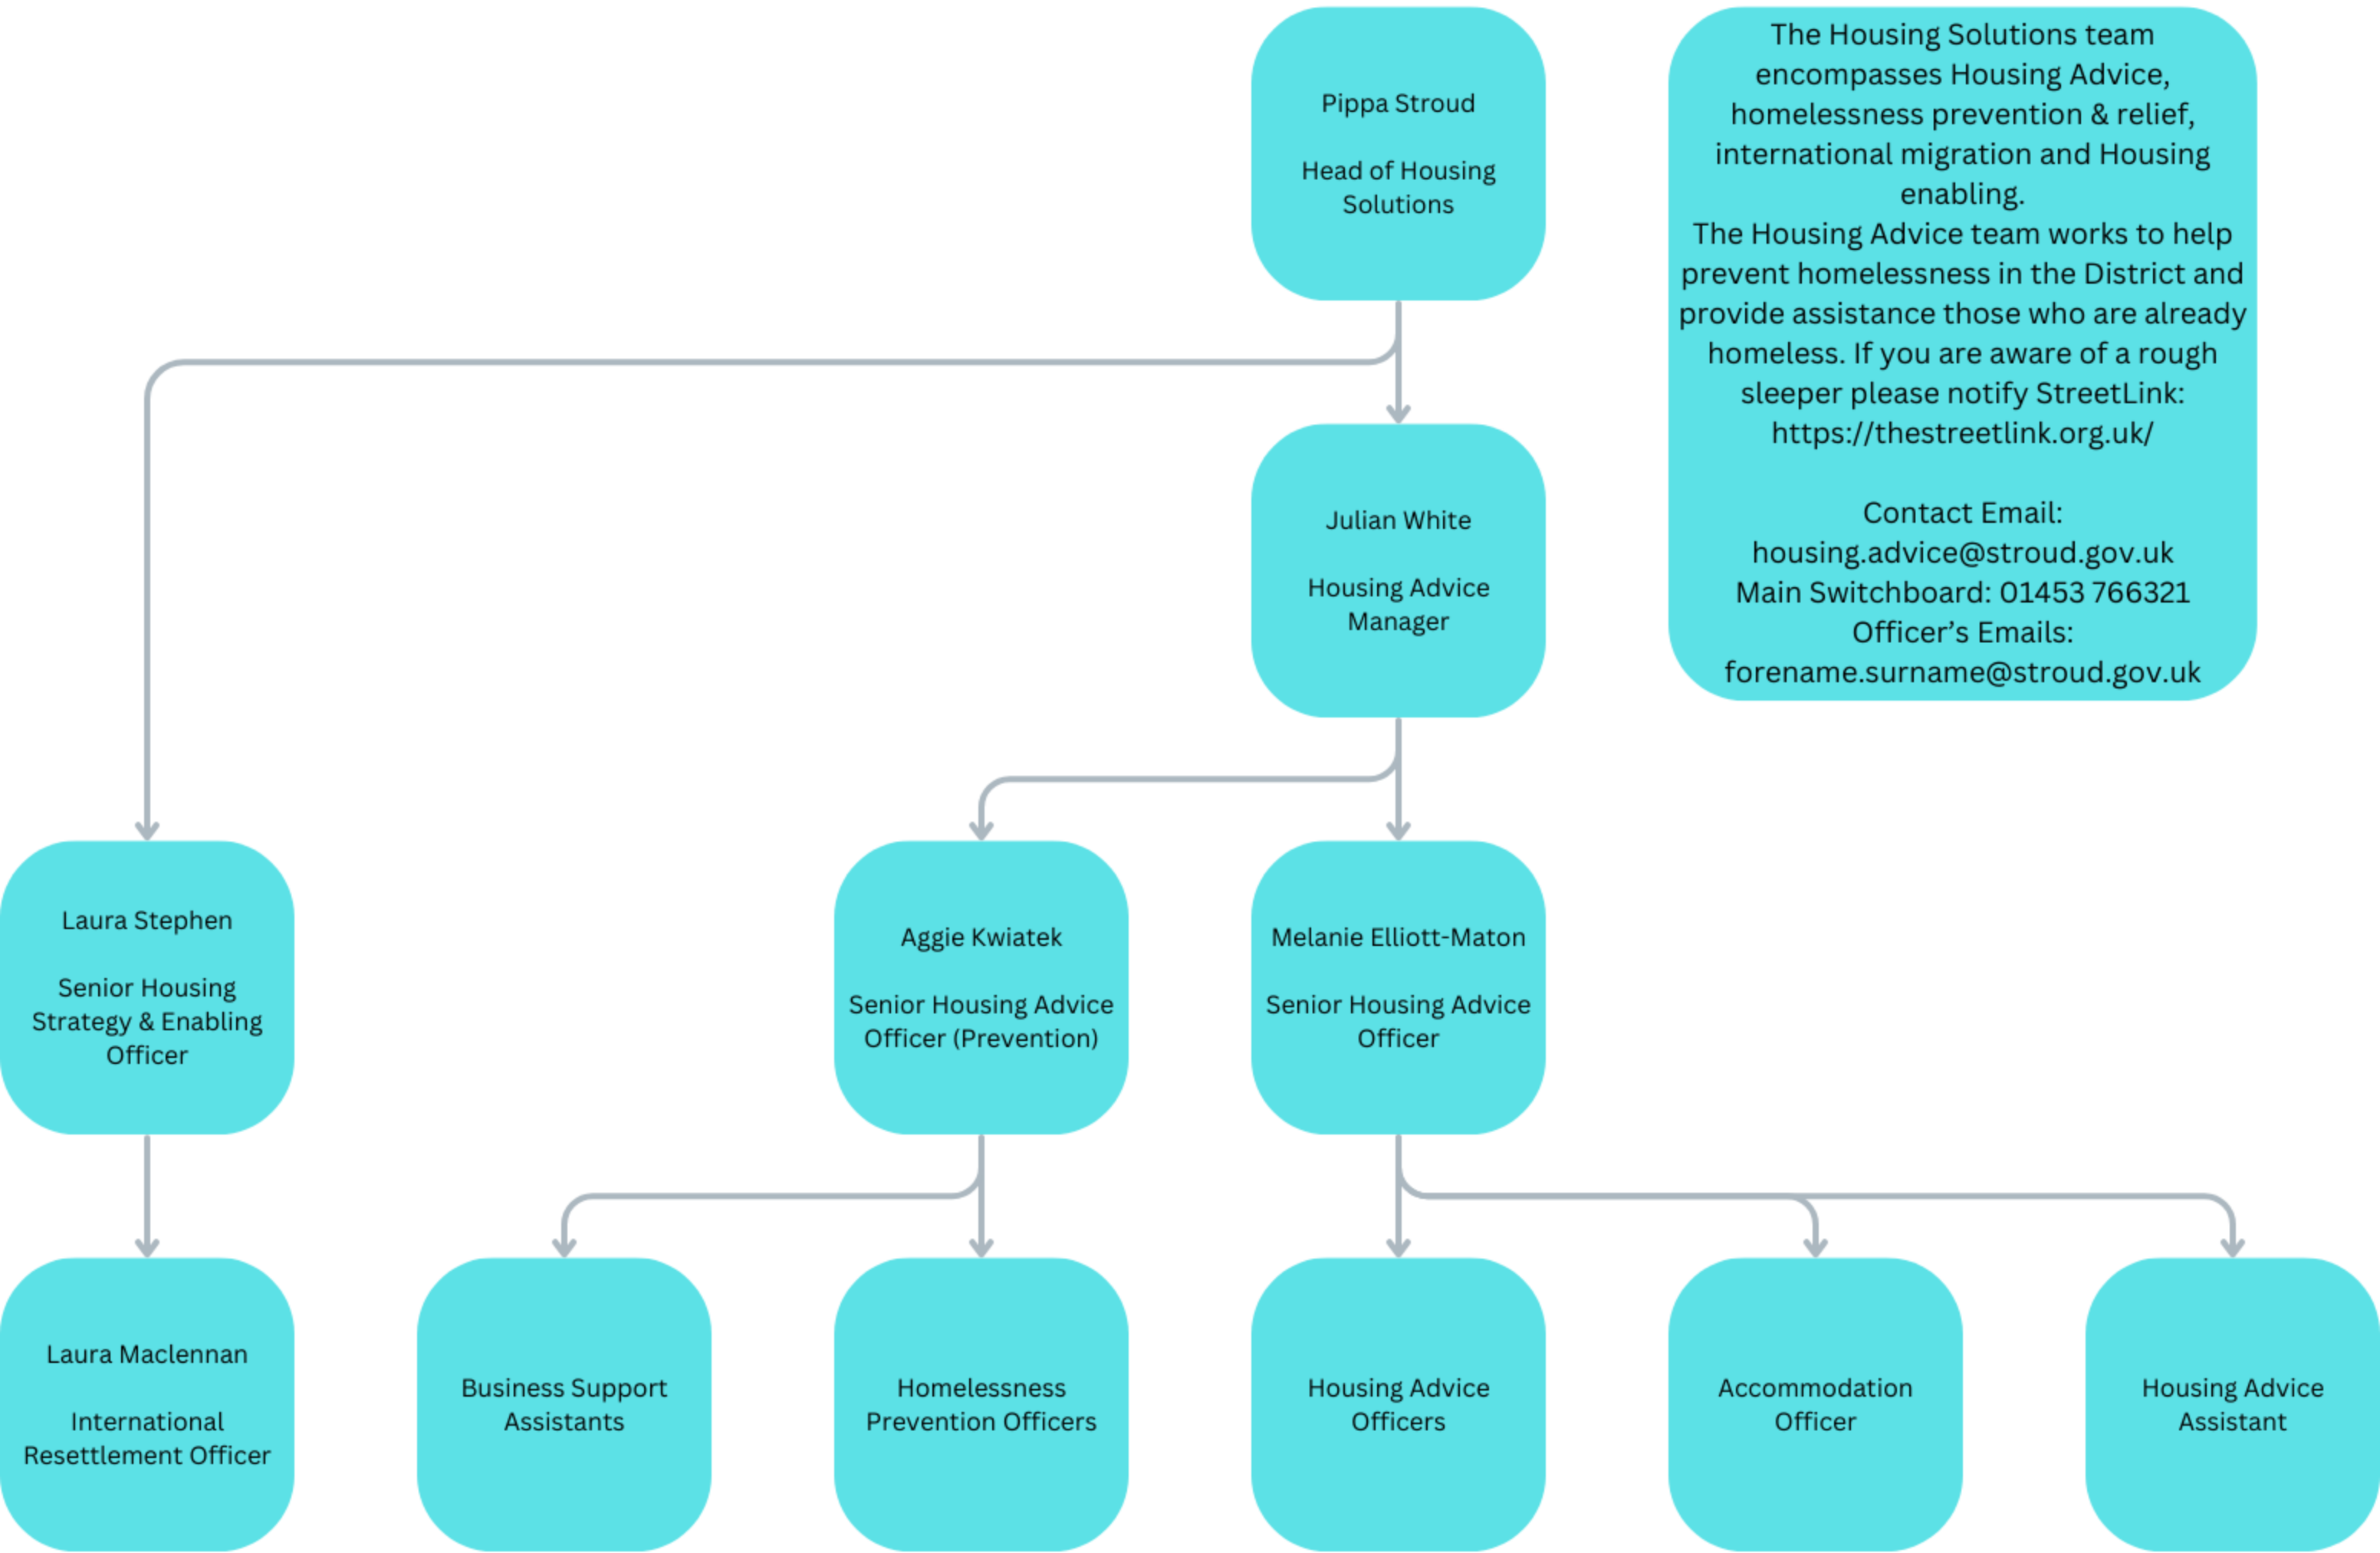 Pippa Stroud
Head of Housing
Solutions
The Housing Solutions team
encompasses Housing Advice,
homelessness prevention & relief,
international migration and Housing
enabling.
The Housing Advice team works to help
prevent homelessness in the District and
provide assistance those who are already
homeless. If you are aware of a rough
sleeper please notify StreetLink:
https://thestreetlink.org.uk/
Contact Email:
housing.advice@stroud.gov.uk
Main Switchboard: 01453 766321
Officer’s Emails:
forename.surname@stroud.gov.uk
Julian White
Housing Advice
Manager
Laura Stephen
Senior Housing
Strategy & Enabling
Officer
Aggie Kwiatek
Senior Housing Advice
Officer (Prevention)
Melanie Elliott-Maton
Senior Housing Advice
Officer
Laura Maclennan
International
Resettlement Officer
Business Support
Assistants
Homelessness
Prevention Officers
Housing Advice
Officers
Accommodation
Officer
Housing Advice
Assistant